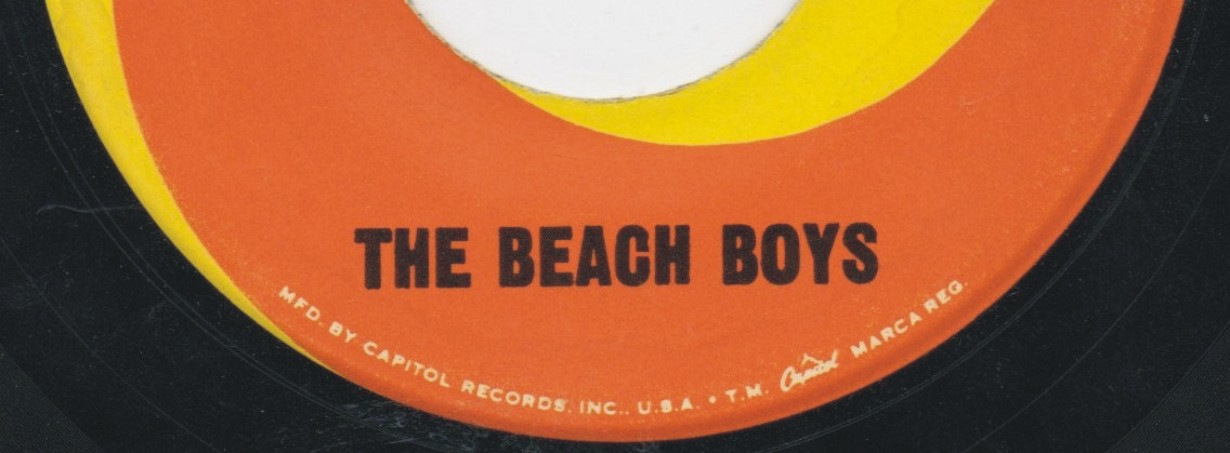 THE BEACH BOYS
MFD. BY CAPITOL RECORDS, INC., U.S.A. • T.M. Capitol MARCA REG.